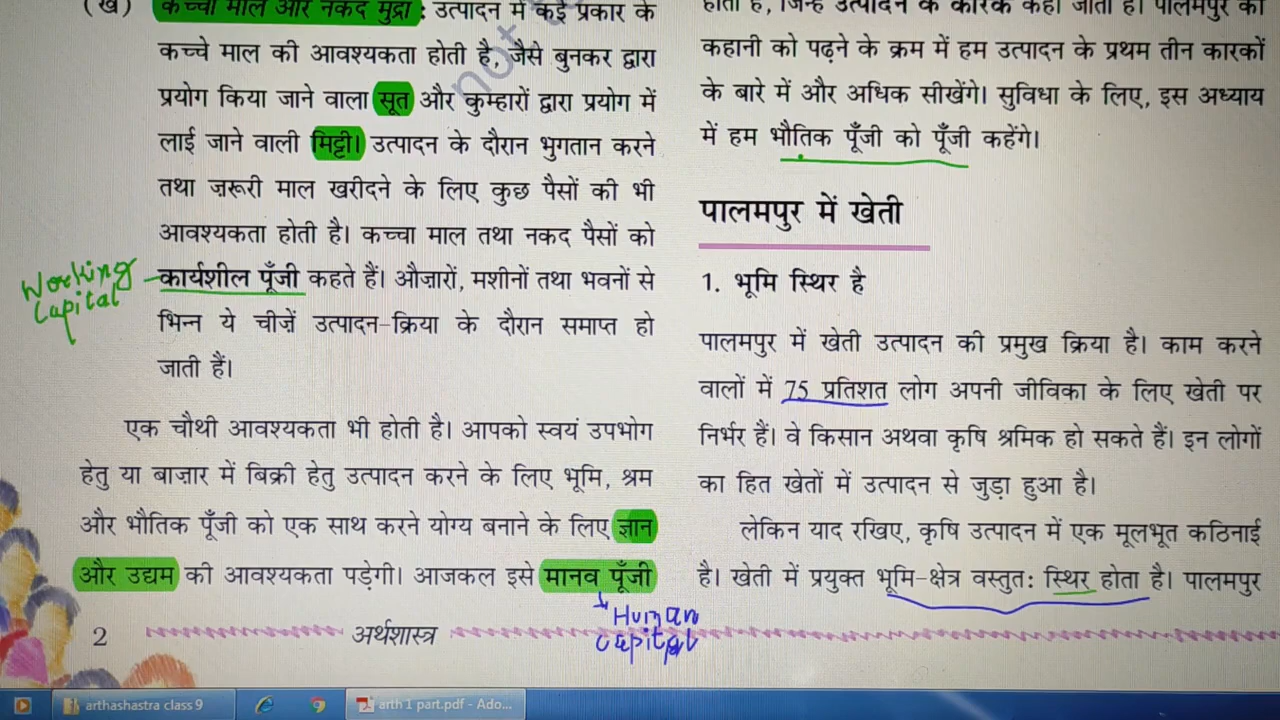 (ख) कच्चा माल और नकद मुद्रा : उत्पादन में कई प्रकार के
कच्चे माल की आवश्यकता होती है, जैसे बुनकर द्वारा
प्रयोग किया जाने वाला सूत और कुम्हारों द्वारा प्रयोग में
लाई जाने वाली मिट्टी। उत्पादन के दौरान भुगतान करने
तथा ज़रूरी माल खरीदने के लिए कुछ पैसों की भी
आवश्यकता होती है। कच्चा माल तथा नकद पैसों को
Working Capital
कार्यशील पूँजी कहते हैं। औज़ारों, मशीनों तथा भवनों से
भिन्न ये चीज़ें उत्पादन-क्रिया के दौरान समाप्त हो
जाती हैं।
एक चौथी आवश्यकता भी होती है। आपको स्वयं उपभोग
हेतु या बाज़ार में बिक्री हेतु उत्पादन करने के लिए भूमि, श्रम
और भौतिक पूँजी को एक साथ करने योग्य बनाने के लिए ज्ञान
और उद्यम की आवश्यकता पड़ेगी। आजकल इसे मानव पूँजी
Human
Capital
होता है, जिन्हें उत्पादन के कारक कहा जाता है। पालमपुर की
कहानी को पढ़ने के क्रम में हम उत्पादन के प्रथम तीन कारकों
के बारे में और अधिक सीखेंगे। सुविधा के लिए, इस अध्याय
में हम भौतिक पूँजी को पूँजी कहेंगे।
पालमपुर में खेती
1. भूमि स्थिर है
पालमपुर में खेती उत्पादन की प्रमुख क्रिया है। काम करने
वालों में 75 प्रतिशत लोग अपनी जीविका के लिए खेती पर
निर्भर हैं। वे किसान अथवा कृषि श्रमिक हो सकते हैं। इन लोगों
का हित खेतों में उत्पादन से जुड़ा हुआ है।
लेकिन याद रखिए, कृषि उत्पादन में एक मूलभूत कठिनाई
है। खेती में प्रयुक्त भूमि-क्षेत्र वस्तुतः स्थिर होता है। पालमपुर
2 अर्थशास्त्र
arthashastra class 9
arth 1 part.pdf - Ado...